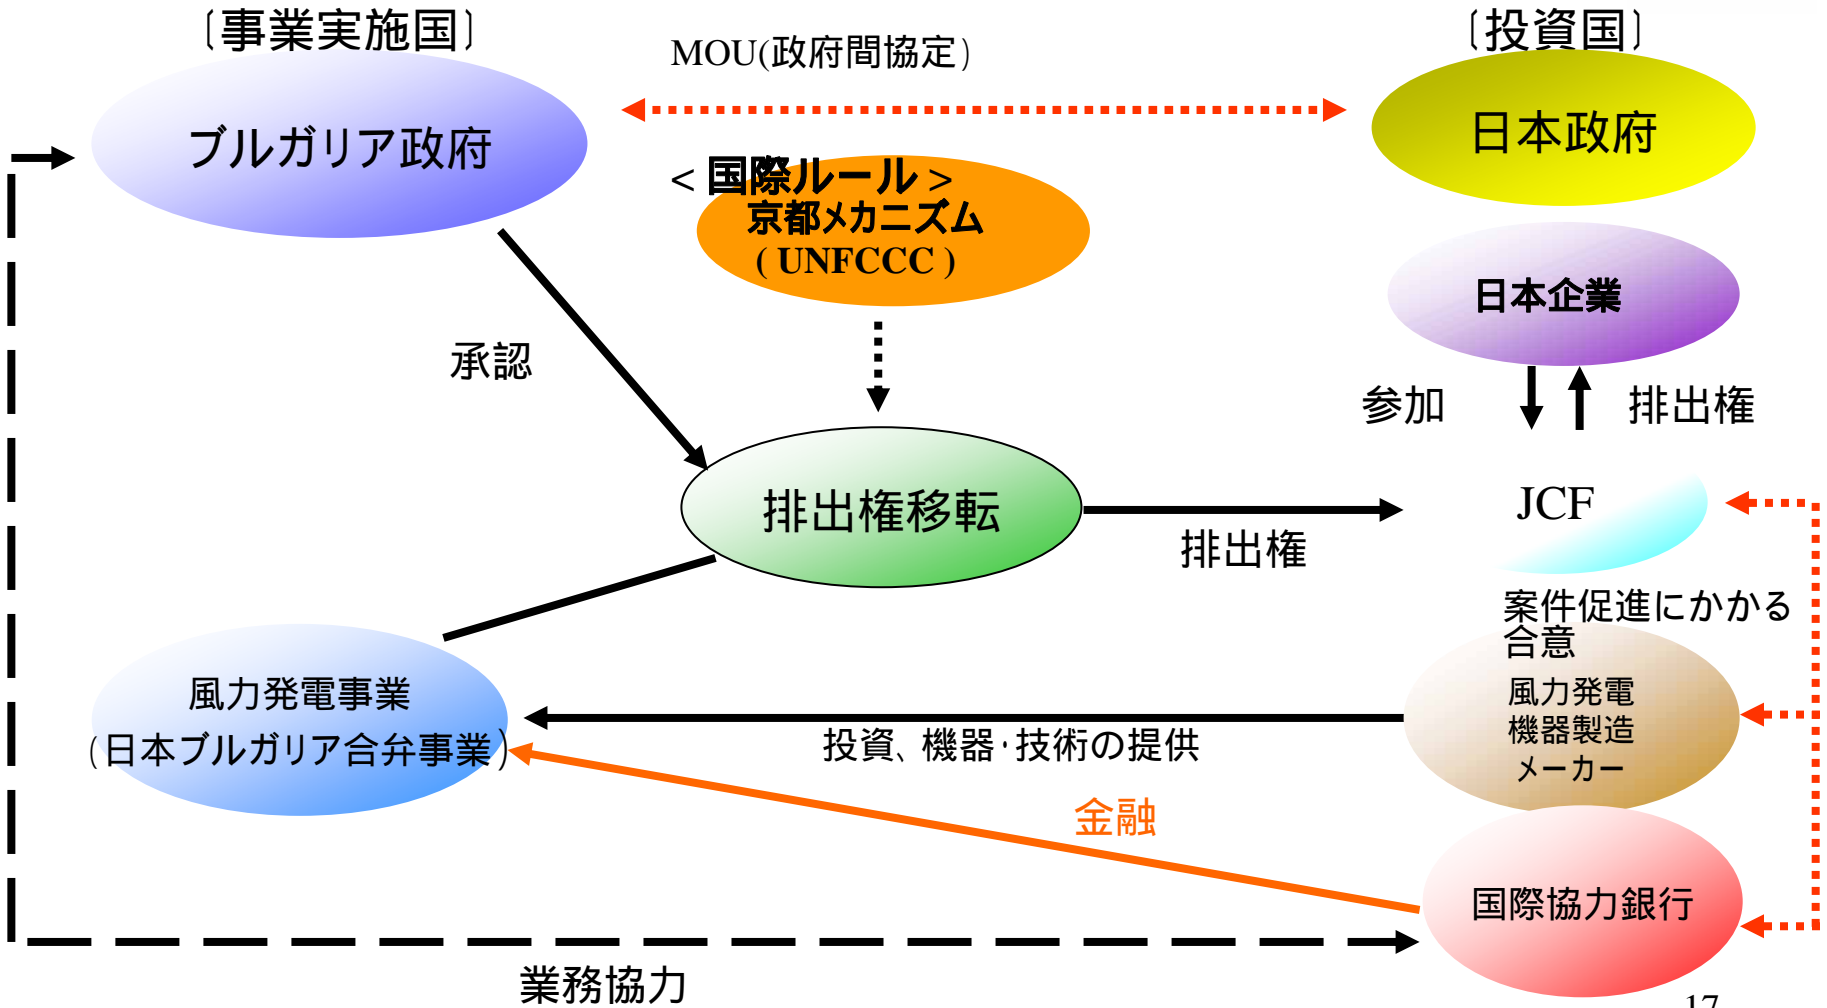 〔事業実施国〕
〔投資国〕
MOU(政府間協定)
ブルガリア政府
日本政府
<国際ルール>
京都メカニズム
( UNFCCC )
日本企業
承認
参加
排出権
排出権移転
JCF
排出権
案件促進にかかる
合意
風力発電事業
(日本ブルガリア合弁事業)
風力発電
機器製造
メーカー
投資、機器・技術の提供
金融
国際協力銀行
業務協力
17